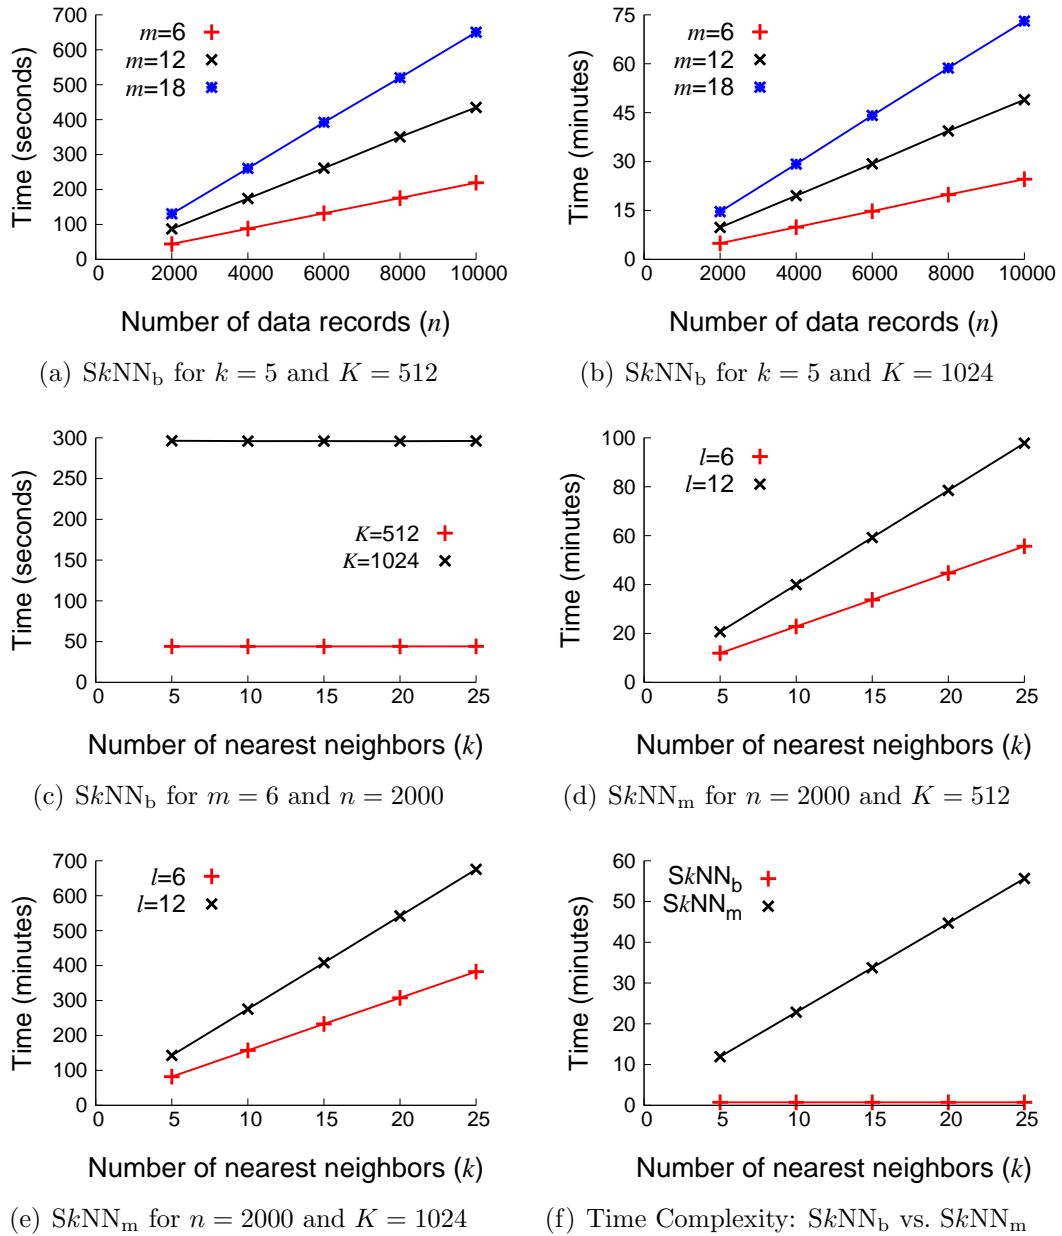 700
600
500
400
300
200
100
0
0 2000 4000 6000 8000 10000
Time (seconds)
Number of data records (n)
m=6
m=12
m=18
(a) SkNN_b for k = 5 and K = 512
75
60
45
30
15
0
0 2000 4000 6000 8000 10000
Time (minutes)
Number of data records (n)
m=6
m=12
m=18
(b) SkNN_b for k = 5 and K = 1024
300
250
200
150
100
50
0
0 5 10 15 20 25
Time (seconds)
Number of nearest neighbors (k)
K=512
K=1024
(c) SkNN_b for m = 6 and n = 2000
100
80
60
40
20
0
0 5 10 15 20 25
Time (minutes)
Number of nearest neighbors (k)
l=6
l=12
(d) SkNN_m for n = 2000 and K = 512
700
600
500
400
300
200
100
0
0 5 10 15 20 25
Time (minutes)
Number of nearest neighbors (k)
l=6
l=12
(e) SkNN_m for n = 2000 and K = 1024
60
50
40
30
20
10
0
0 5 10 15 20 25
Time (minutes)
Number of nearest neighbors (k)
SkNN_b
SkNN_m
(f) Time Complexity: SkNN_b vs. SkNN_m